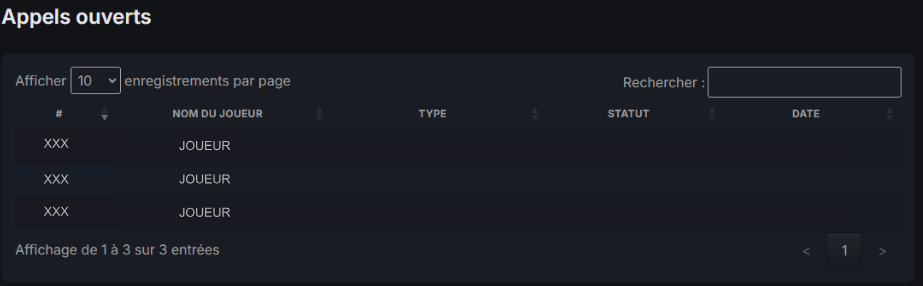 Appels ouverts
Afficher 10 enregistrements par page
Rechercher :
# NOM DU JOUEUR TYPE STATUT DATE
XXX JOUEUR
XXX JOUEUR
XXX JOUEUR
Affichage de 1 à 3 sur 3 entrées
< 1 >